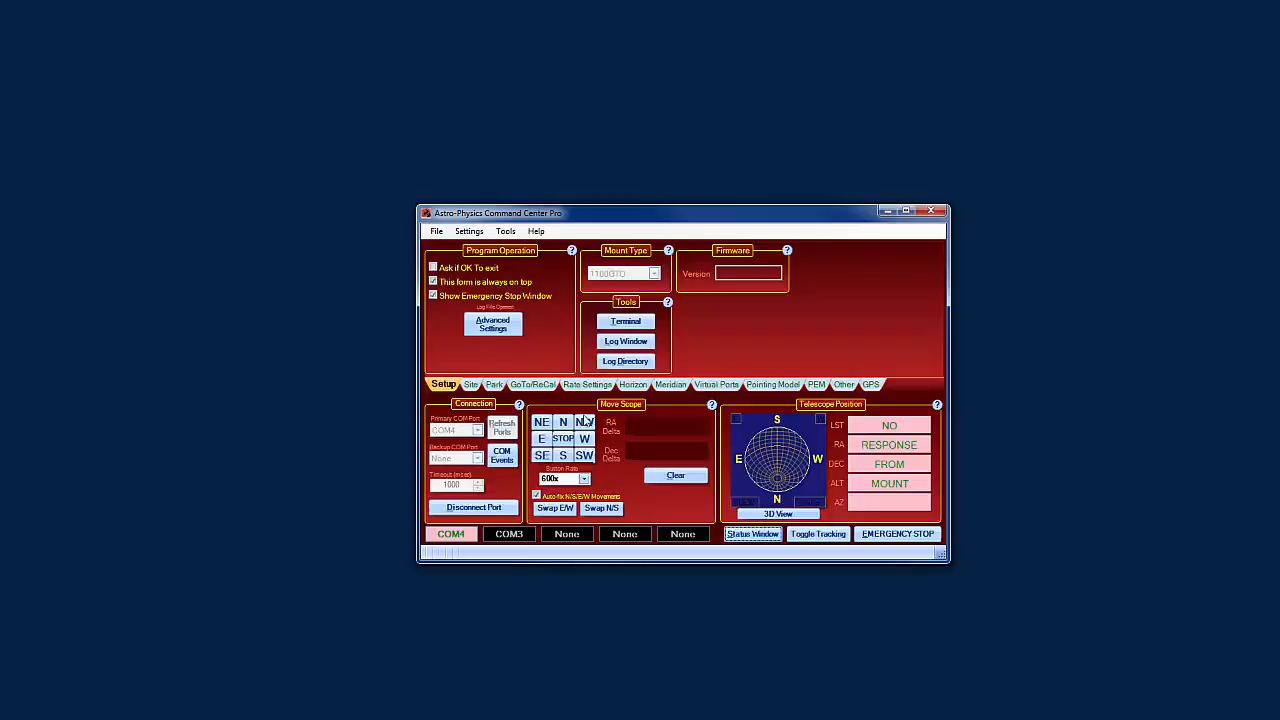 Astro-Physics Command Center Pro
File Settings Tools Help
Program Operation ?
Ask if OK To exit
This form is always on top
Show Emergency Stop Window
Advanced Settings
Mount Type ?
1100GTO
Firmware ?
Version
Tools ?
Terminal
Log Window
Log Directory
Setup Site Park GoTo/ReCal Rate Settings Horizon Meridian Virtual Ports Pointing Model PEM Other GPS
Connection ?
Primary COM Port
COM4
Refresh Ports
Backup COM Port
None
COM Events
Timeout (msec)
1000
Disconnect Port
Move Scope ?
NE N NW
E STOP W
SE S SW
RA Delta
Dec Delta
Button Rate
600x
Clear
Auto-fix N/S/E/W Movements
Swap E/W Swap N/S
Telescope Position ?
S
E W
N
3D View
LST NO
RA RESPONSE
DEC FROM
ALT MOUNT
AZ
COM4 COM3 None None None
Status Window Toggle Tracking EMERGENCY STOP